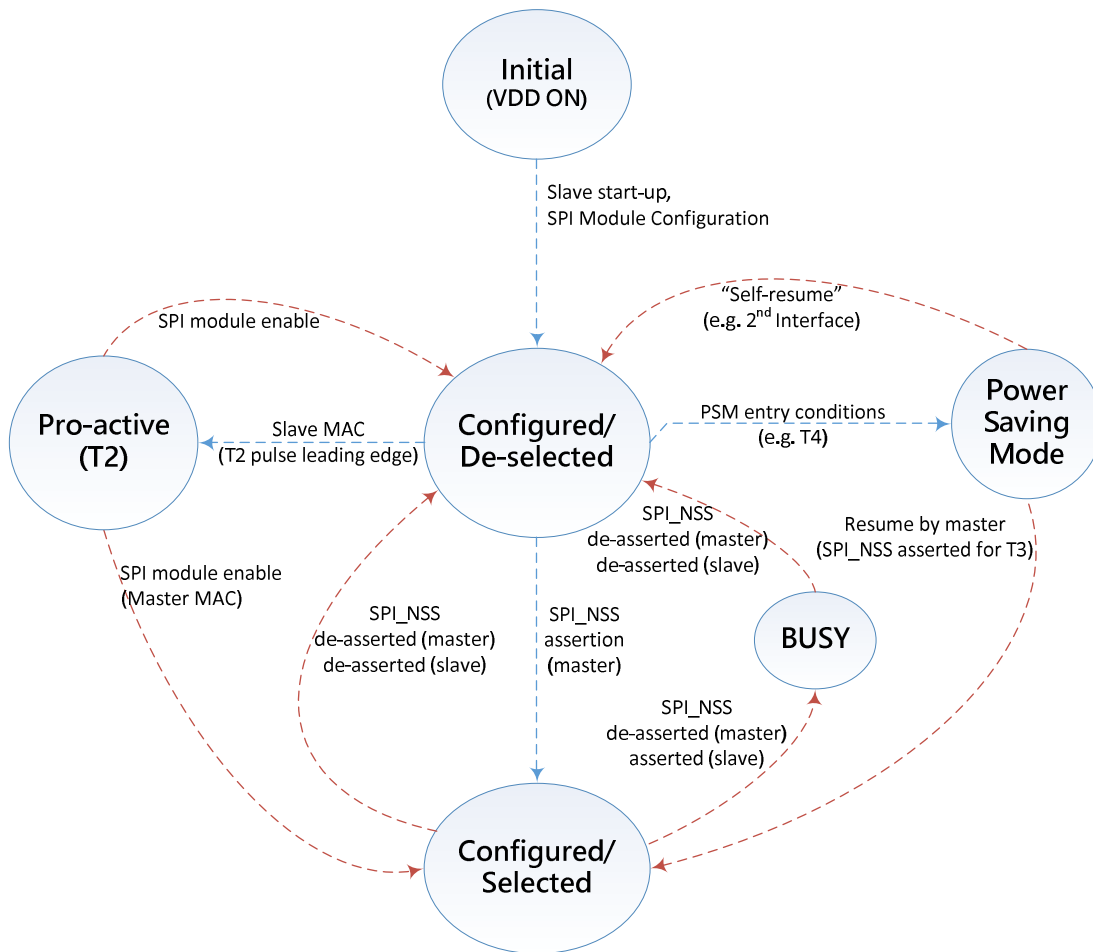 Initial
(VDD ON)
Slave start-up,
SPI Module Configuration
“Self-resume”
(e.g. 2nd Interface)
SPI module enable
Pro-active
(T2)
Slave MAC
(T2 pulse leading edge)
Configured/
De-selected
PSM entry conditions
(e.g. T4)
Power
Saving
Mode
SPI_NSS
de-asserted (master)
de-asserted (slave)
Resume by master
(SPI_NSS asserted for T3)
SPI module enable
(Master MAC)
SPI_NSS
de-asserted (master)
de-asserted (slave)
SPI_NSS
assertion
(master)
BUSY
SPI_NSS
de-asserted (master)
asserted (slave)
Configured/
Selected